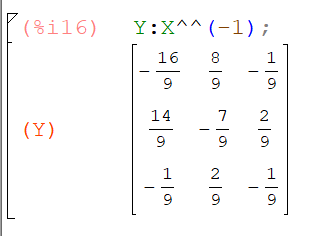 (%i16) Y:X^^(-1);
-16/9 8/9 -1/9
(Y) 14/9 -7/9 2/9
-1/9 2/9 -1/9